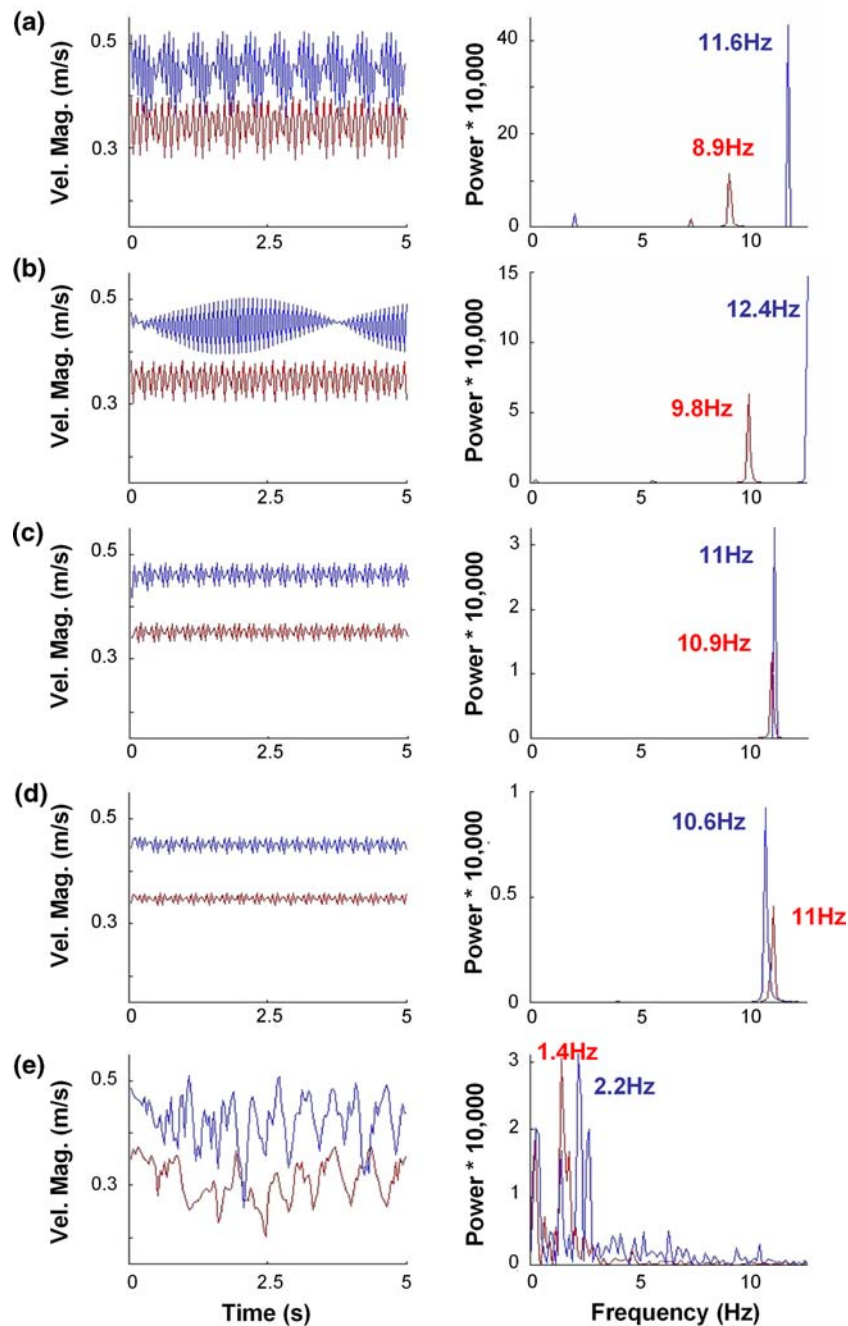 (a)
Vel. Mag. (m/s)
0.5
0.3
0
2.5
5
Power * 10,000
40
20
0
11.6Hz
8.9Hz
0
5
10
(b)
Vel. Mag. (m/s)
0.5
0.3
0
2.5
5
Power * 10,000
15
10
5
0
12.4Hz
9.8Hz
0
5
10
(c)
Vel. Mag. (m/s)
0.5
0.3
0
2.5
5
Power * 10,000
3
2
1
0
11Hz
10.9Hz
0
5
10
(d)
Vel. Mag. (m/s)
0.5
0.3
0
2.5
5
Power * 10,000
1
0.5
0
10.6Hz
11Hz
0
5
10
(e)
Vel. Mag. (m/s)
0.5
0.3
0
2.5
5
Time (s)
Power * 10,000
3
2
1
0
1.4Hz
2.2Hz
0
5
10
Frequency (Hz)